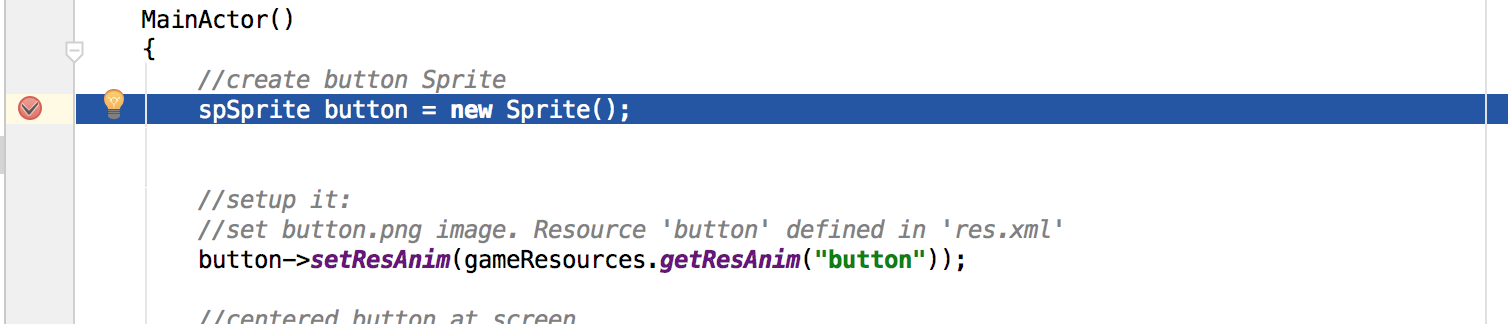 MainActor()
{
//create button Sprite
spSprite button = new Sprite();
//setup it:
//set button.png image. Resource 'button' defined in 'res.xml'
button->setResAnim(gameResources.getResAnim("button"));
//centered button at screen